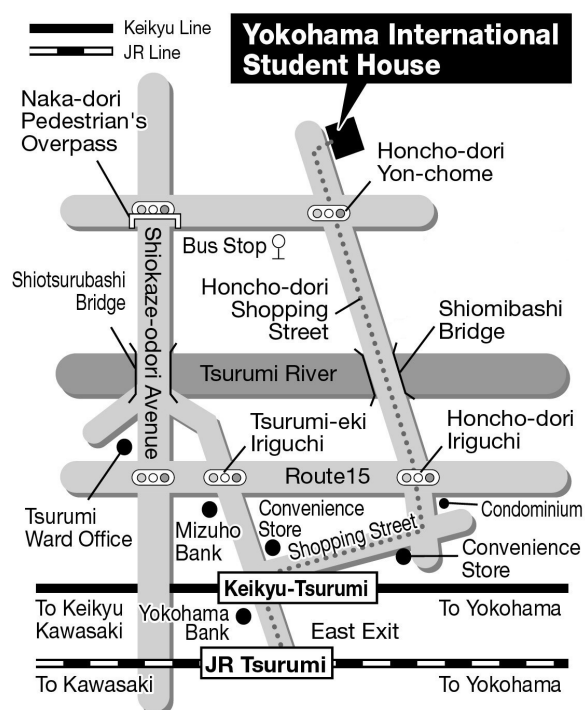 Keikyu Line
JR Line
Yokohama International
Student House
Naka-dori
Pedestrian's
Overpass
Honcho-dori
Yon-chome
Bus Stop
Shiotsurubashi
Bridge
Shiokaze-odori Avenue
Honcho-dori
Shopping
Street
Shiomibashi
Bridge
Tsurumi River
Tsurumi-eki
Iriguchi
Honcho-dori
Iriguchi
Route15
Tsurumi
Ward Office
Mizuho
Bank
Convenience
Store
Shopping Street
Condominium
Convenience
Store
Keikyu-Tsurumi
To Keikyu
Kawasaki
Yokohama
Bank
To Yokohama
East Exit
JR Tsurumi
To Kawasaki
To Yokohama